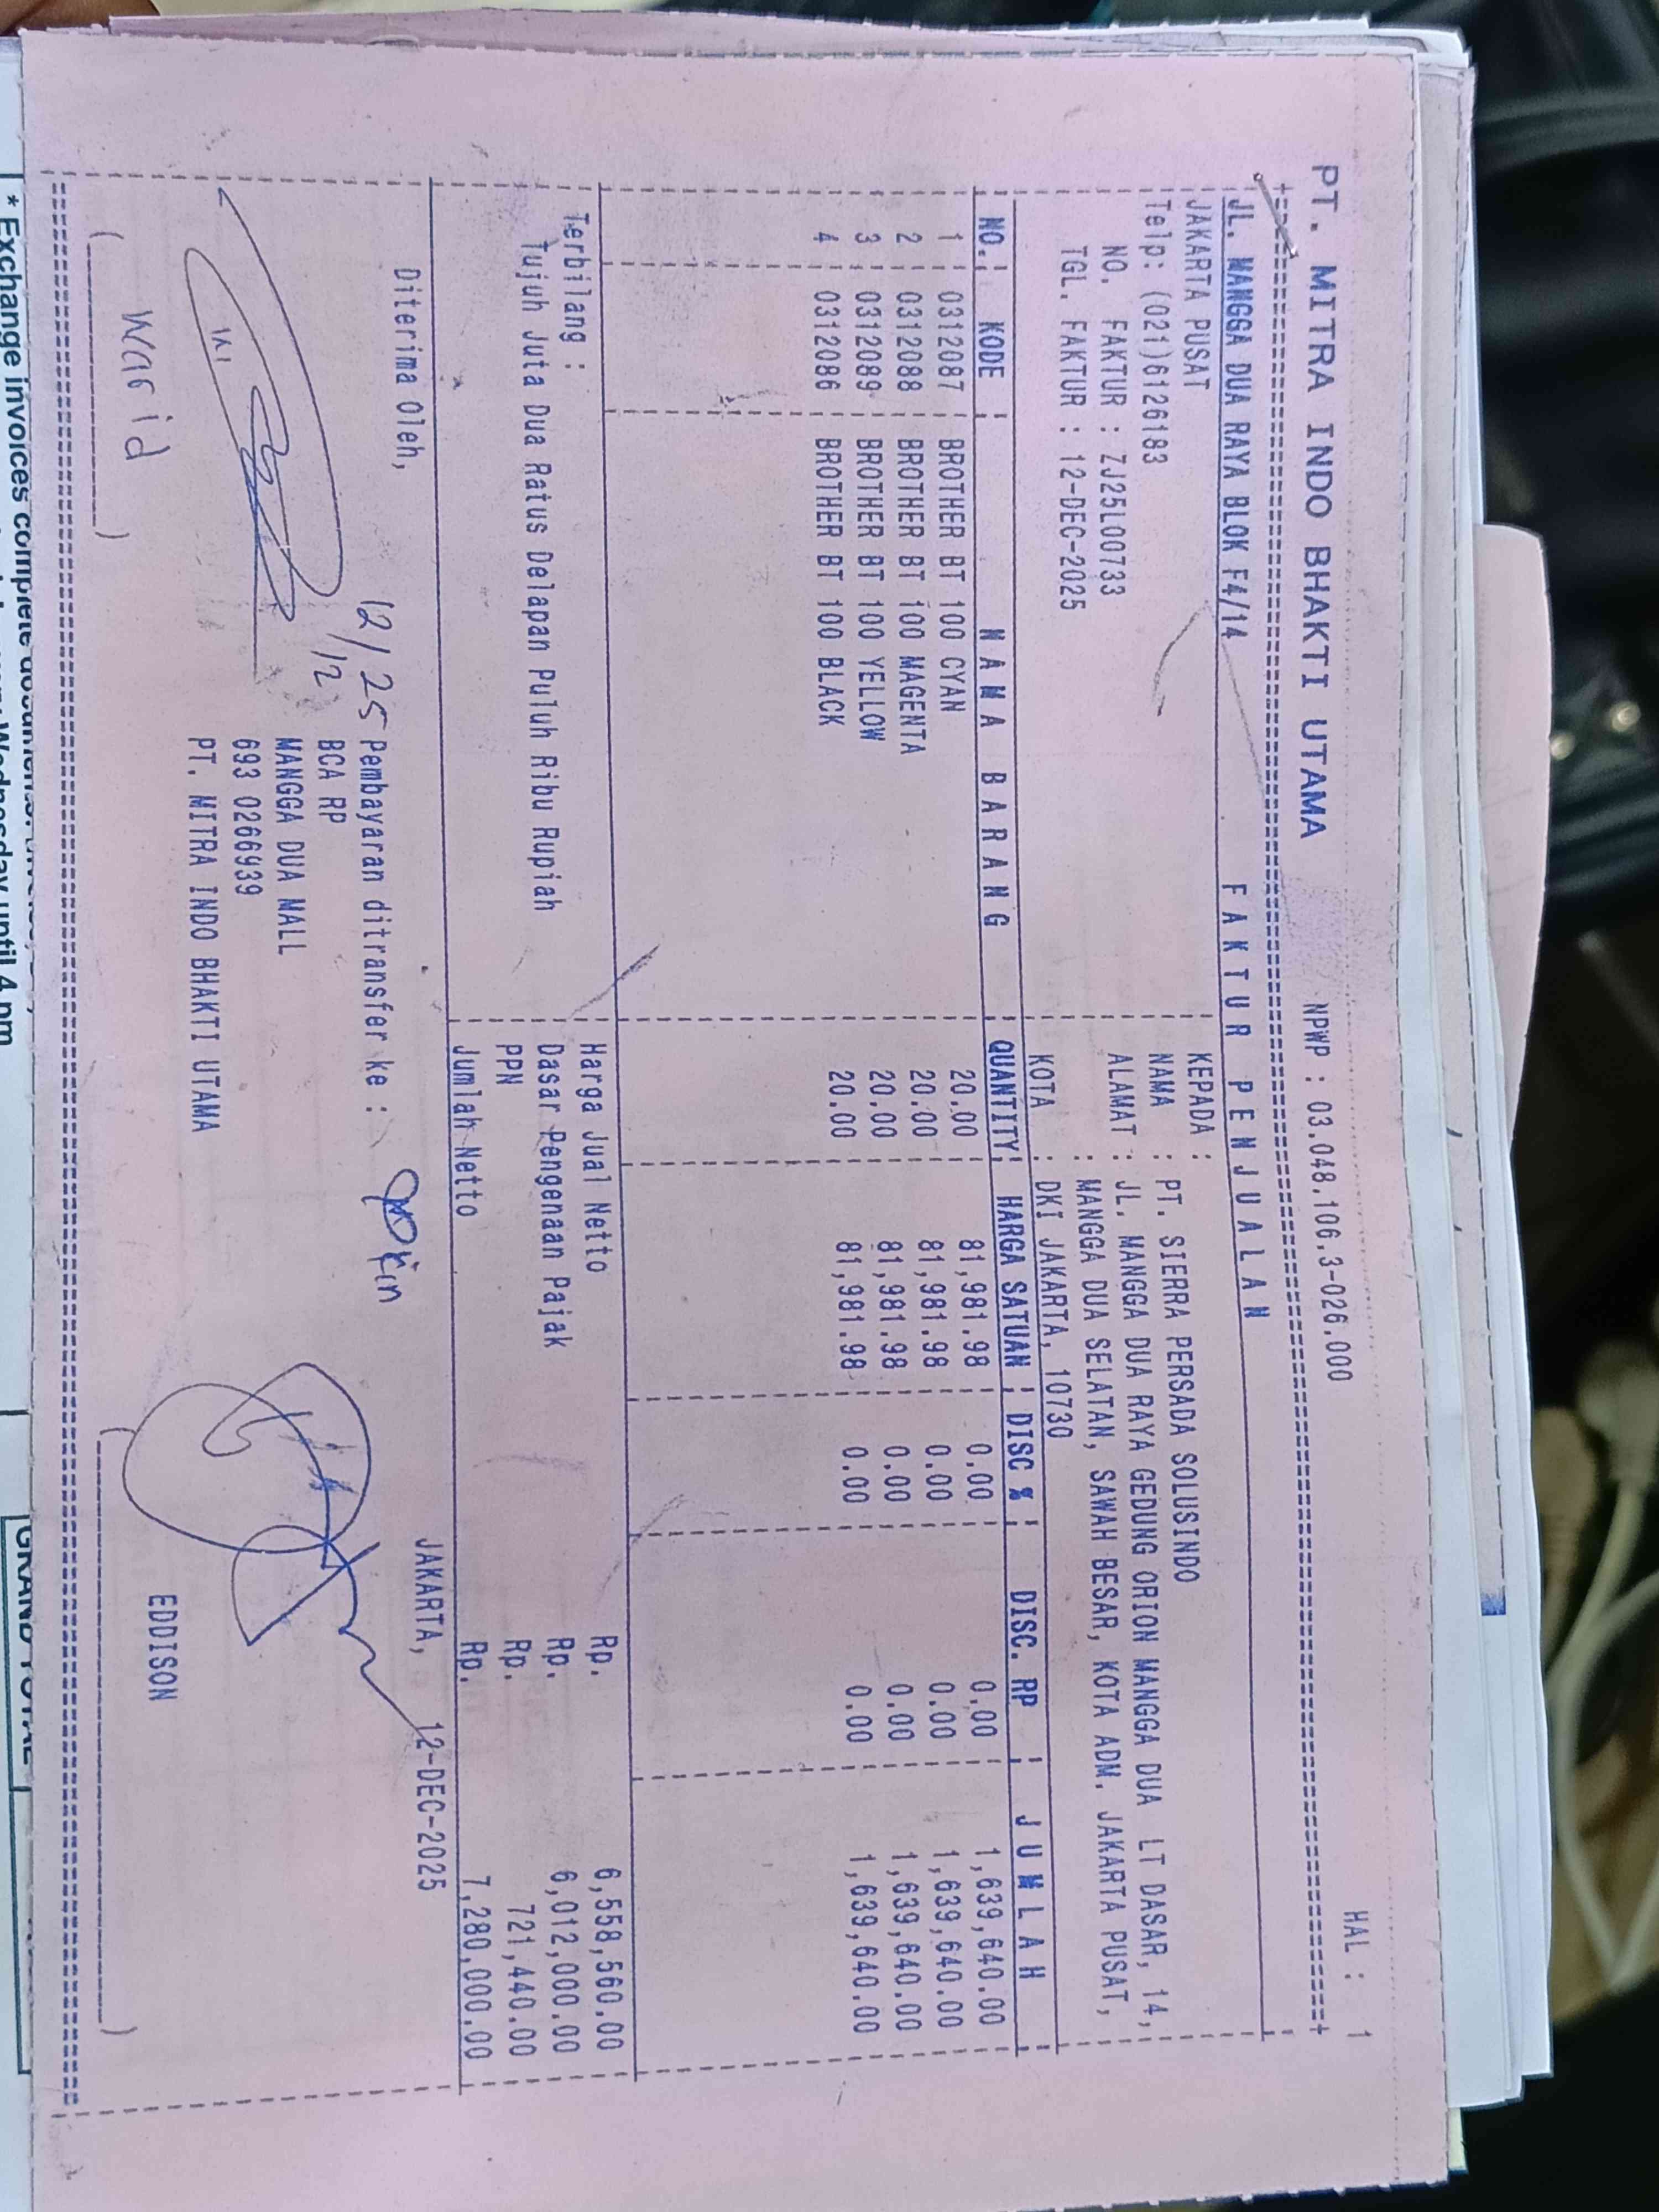 HAL : 1
PT. MITRA INDO BHAKTI UTAMA NPWP : 03.048.106.3-026.000
JL. MANGGA DUA RAYA BLOK F4/14 FAKTUR PENJUALAN
JAKARTA PUSAT KEPADA :
Telp: (021)6126183 NAMA : PT. SIERRA PERSADA SOLUSINDO
NO. FAKTUR : ZJ25L00733 ALAMAT : JL. MANGGA DUA RAYA GEDUNG ORION MANGGA DUA LT DASAR, 14,
TGL. FAKTUR : 12-DEC-2025 : MANGGA DUA SELATAN, SAWAH BESAR, KOTA ADM. JAKARTA PUSAT,
KOTA : DKI JAKARTA, 10730
NO. KODE NAMA BARANG QUANTITY HARGA SATUAN DISC % DISC. RP JUMLAH
1 0312087 BROTHER BT 100 CYAN 20.00 81,981.98 0.00 0.00 1,639,640.00
2 0312088 BROTHER BT 100 MAGENTA 20.00 81,981.98 0.00 0.00 1,639,640.00
3 0312089 BROTHER BT 100 YELLOW 20.00 81,981.98 0.00 0.00 1,639,640.00
4 0312086 BROTHER BT 100 BLACK 20.00 81,981.98 0.00 0.00 1,639,640.00
Terbilang : Harga Jual Netto Rp. 6,558,560.00
Tujuh Juta Dua Ratus Delapan Puluh Ribu Rupiah Dasar Pengenaan Pajak Rp. 6,012,000.00
PPN Rp. 721,440.00
Jumlah Netto Rp. 7,280,000.00
Diterima Oleh, JAKARTA, 12-DEC-2025
12/25 Pembayaran ditransfer ke :
/12 BCA RP
MANGGA DUA MALL
693 0266939
PT. MITRA INDO BHAKTI UTAMA
Warid EDDISON
* Exchange invoices complete
Wednesday until 4 pm
GRAND TOTAL